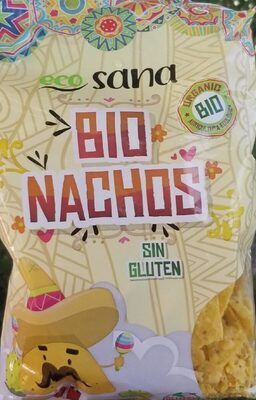 eco sana
ORGANIC
BIO
BIO
NACHOS
SIN
GLUTEN